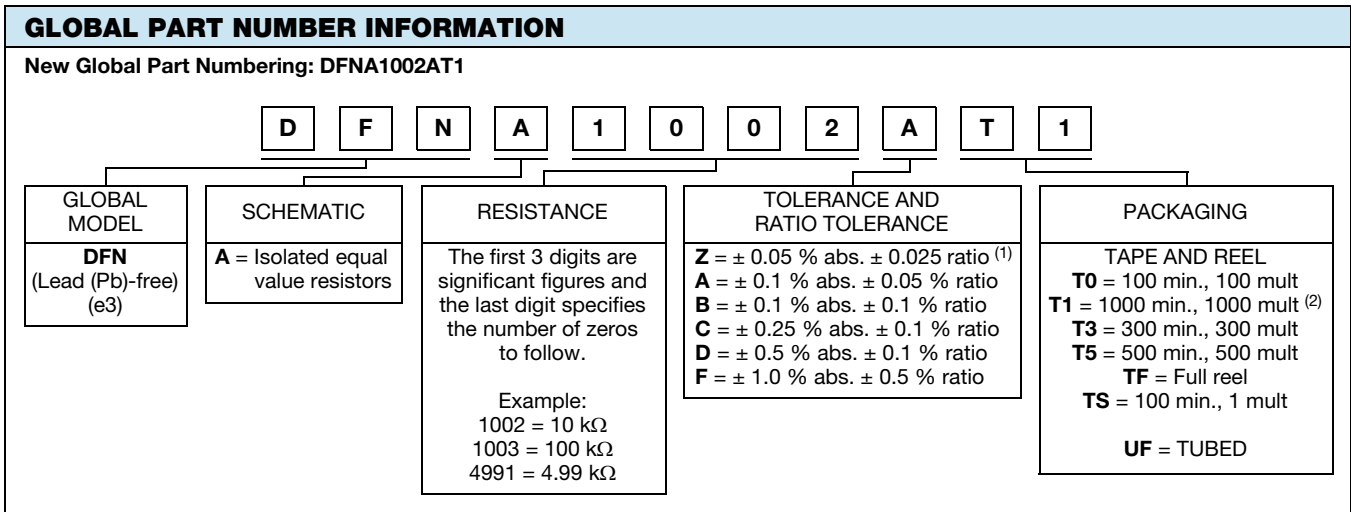 GLOBAL PART NUMBER INFORMATION
New Global Part Numbering: DFNA1002AT1
D F N A 1 0 0 2 A T 1
GLOBAL
MODEL
DFN
(Lead (Pb)-free)
(e3)
SCHEMATIC
A = Isolated equal
value resistors
RESISTANCE
The first 3 digits are
significant figures and
the last digit specifies
the number of zeros
to follow.
Example:
1002 = 10 kΩ
1003 = 100 kΩ
4991 = 4.99 kΩ
TOLERANCE AND
RATIO TOLERANCE
Z = ± 0.05 % abs. ± 0.025 ratio (1)
A = ± 0.1 % abs. ± 0.05 % ratio
B = ± 0.1 % abs. ± 0.1 % ratio
C = ± 0.25 % abs. ± 0.1 % ratio
D = ± 0.5 % abs. ± 0.1 % ratio
F = ± 1.0 % abs. ± 0.5 % ratio
PACKAGING
TAPE AND REEL
T0 = 100 min., 100 mult
T1 = 1000 min., 1000 mult (2)
T3 = 300 min., 300 mult
T5 = 500 min., 500 mult
TF = Full reel
TS = 100 min., 1 mult
UF = TUBED